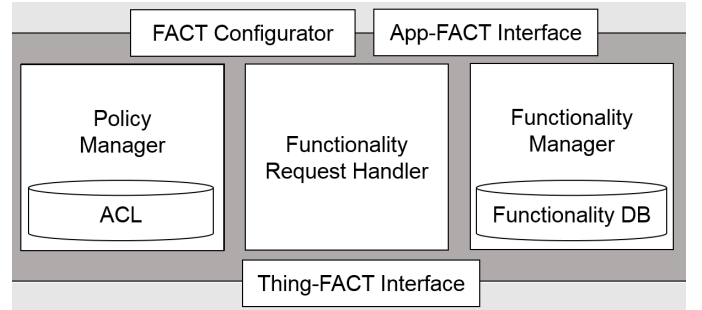 FACT Configurator
App-FACT Interface
Policy
Manager
ACL
Functionality
Request Handler
Functionality
Manager
Functionality DB
Thing-FACT Interface